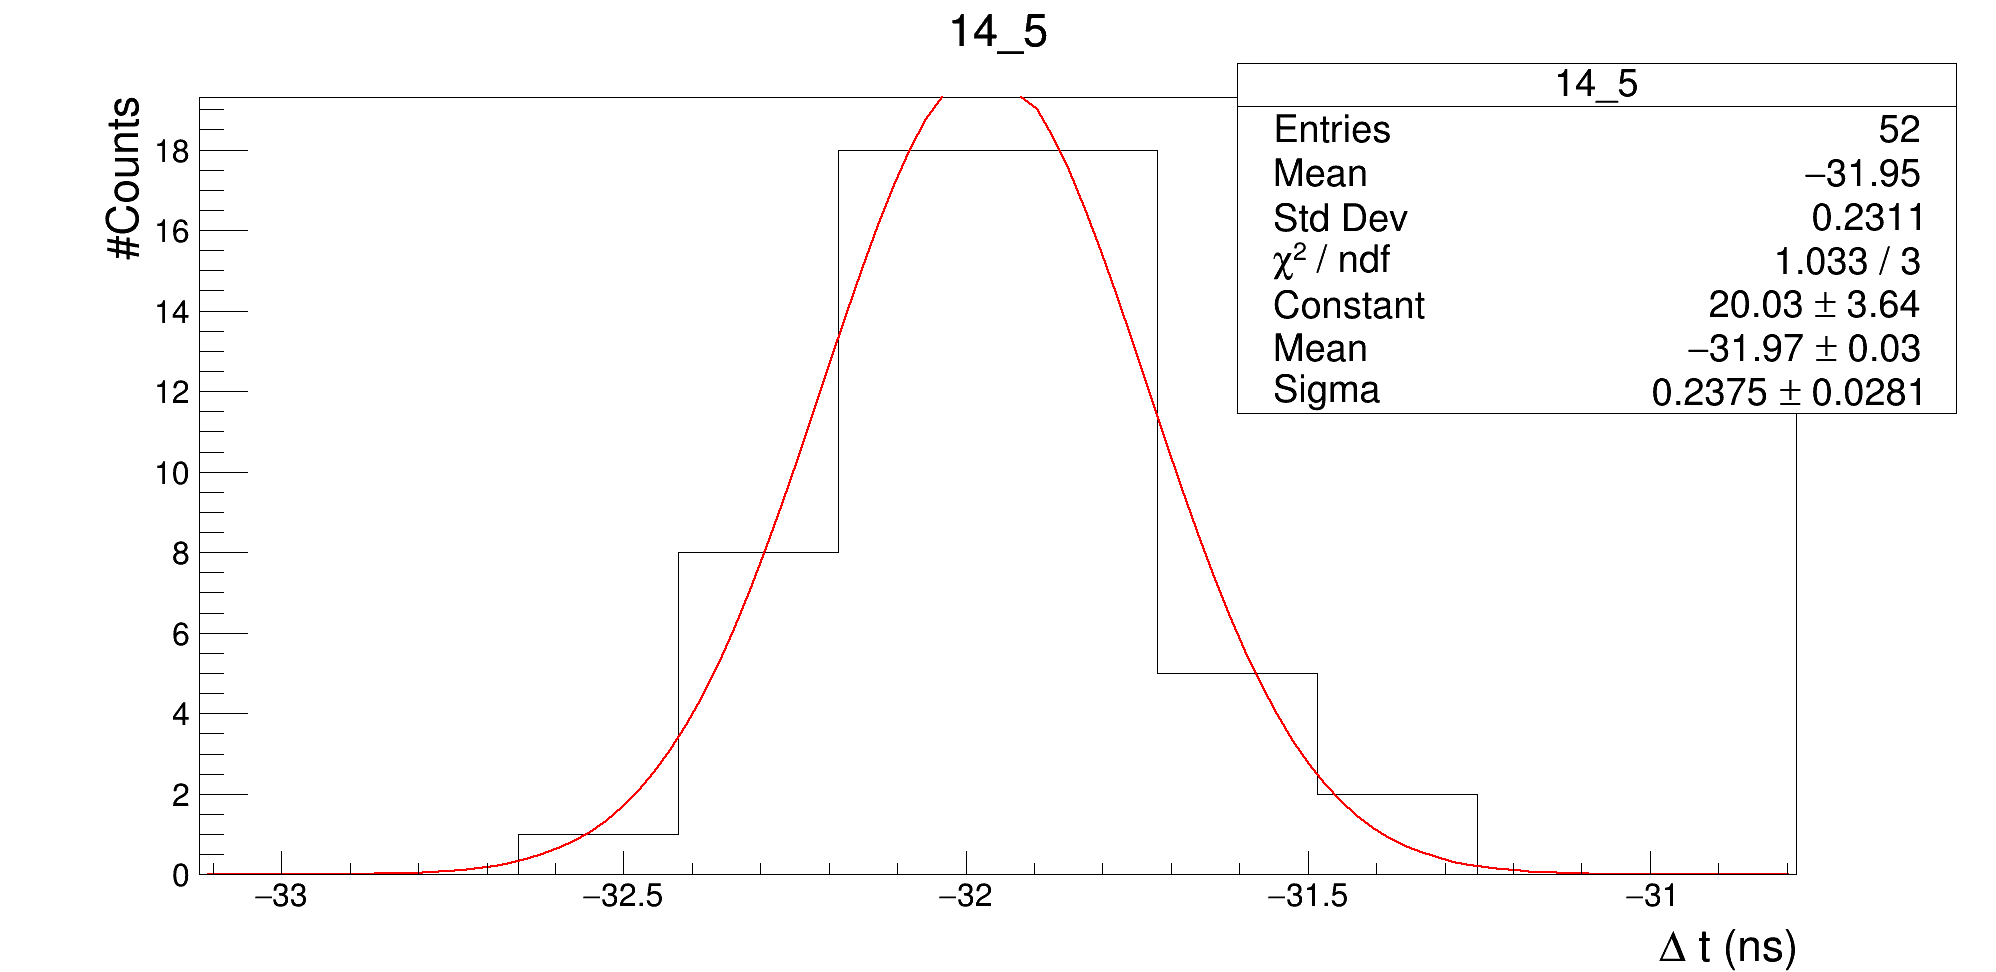 14_5
14_5
Entries 52
Mean −31.95
Std Dev 0.2311
χ² / ndf 1.033 / 3
Constant 20.03 ± 3.64
Mean −31.97 ± 0.03
Sigma 0.2375 ± 0.0281
#Counts
18
16
14
12
10
8
6
4
2
0
−33 −32.5 −32 −31.5 −31
Δ t (ns)